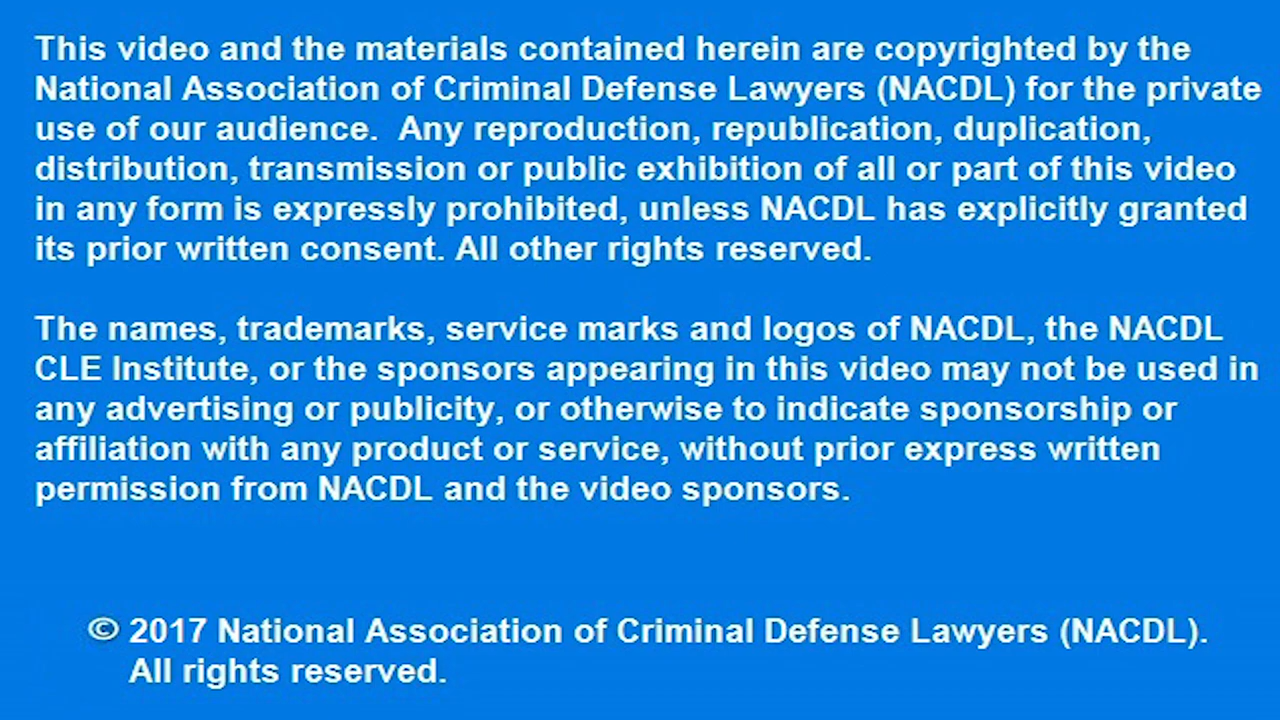 This video and the materials contained herein are copyrighted by the
National Association of Criminal Defense Lawyers (NACDL) for the private
use of our audience.  Any reproduction, republication, duplication,
distribution, transmission or public exhibition of all or part of this video
in any form is expressly prohibited, unless NACDL has explicitly granted
its prior written consent. All other rights reserved.
The names, trademarks, service marks and logos of NACDL, the NACDL
CLE Institute, or the sponsors appearing in this video may not be used in
any advertising or publicity, or otherwise to indicate sponsorship or
affiliation with any product or service, without prior express written
permission from NACDL and the video sponsors.
© 2017 National Association of Criminal Defense Lawyers (NACDL).
All rights reserved.